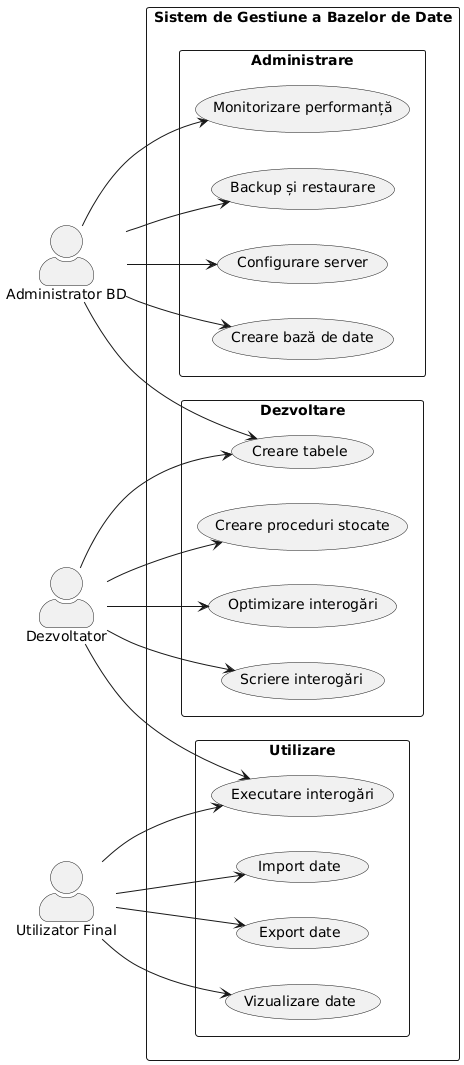 Sistem de Gestiune a Bazelor de Date
Administrare
Monitorizare performanță
Backup și restaurare
Configurare server
Creare bază de date
Administrator BD
Dezvoltare
Creare tabele
Creare proceduri stocate
Optimizare interogări
Scriere interogări
Dezvoltator
Utilizare
Executare interogări
Import date
Export date
Vizualizare date
Utilizator Final